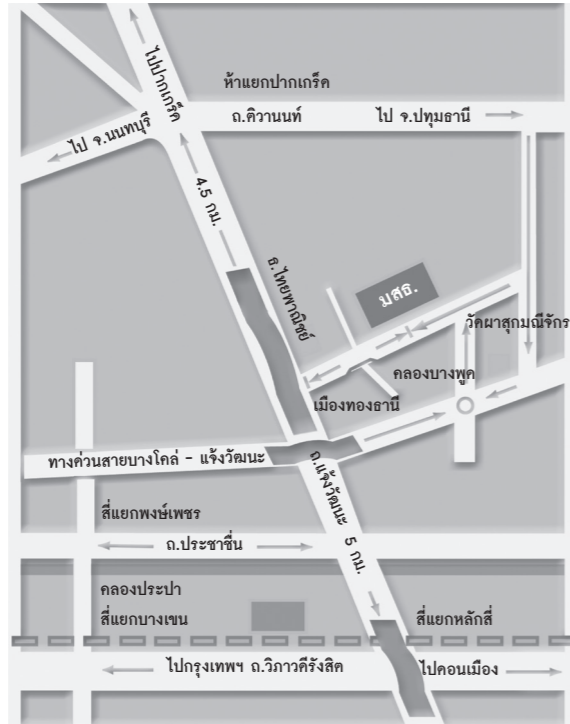 ห้าแยกปากเกร็ด
ไปปากเกร็ด
ถ.ติวานนท์
ไป จ.ปทุมธานี
ไป จ.นนทบุรี
4.5 กม.
ธ.ไทยพาณิชย์
มสธ.
วัดผาสุกมณีจักร
คลองบางพูด
เมืองทองธานี
ทางด่วนสายบางโคล่ - แจ้งวัฒนะ
ถ.แจ้งวัฒนะ 5 กม.
สี่แยกพงษ์เพชร
ถ.ประชาชื่น
คลองประปา
สี่แยกบางเขน
สี่แยกหลักสี่
ไปกรุงเทพฯ ถ.วิภาวดีรังสิต
ไปดอนเมือง